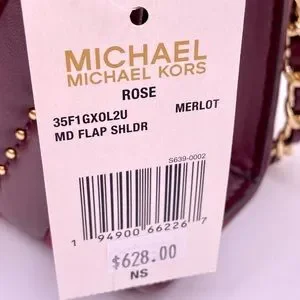 MICHAEL
MICHAEL KORS
ROSE
35F1GXOL2U MERLOT
MD FLAP SHLDR
S639-0002
1 94900 66226 7
$628.00
NS